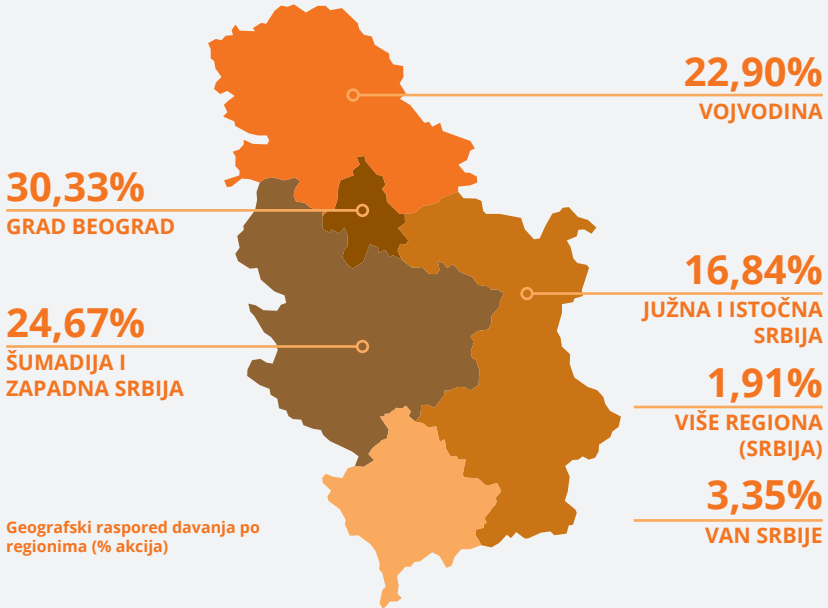 22,90%
VOJVODINA
30,33%
GRAD BEOGRAD
16,84%
JUŽNA I ISTOČNA
SRBIJA
24,67%
ŠUMADIJA I
ZAPADNA SRBIJA
1,91%
VIŠE REGIONA
(SRBIJA)
3,35%
VAN SRBIJE
Geografski raspored davanja po
regionima (% akcija)